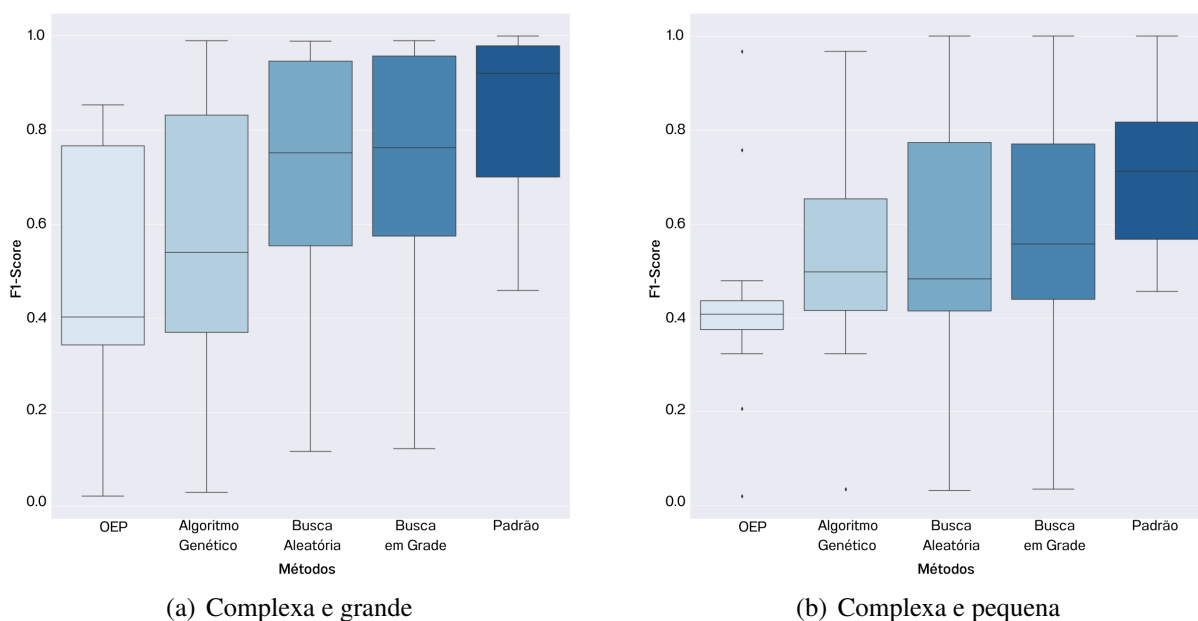 1.0
0.8
0.6
0.4
0.2
0.0
F1-Score
OEP
Algoritmo
Genético
Busca
Aleatória
Busca
em Grade
Padrão
Métodos
(a) Complexa e grande
1.0
0.8
0.6
0.4
0.2
0.0
F1-Score
OEP
Algoritmo
Genético
Busca
Aleatória
Busca
em Grade
Padrão
Métodos
(b) Complexa e pequena